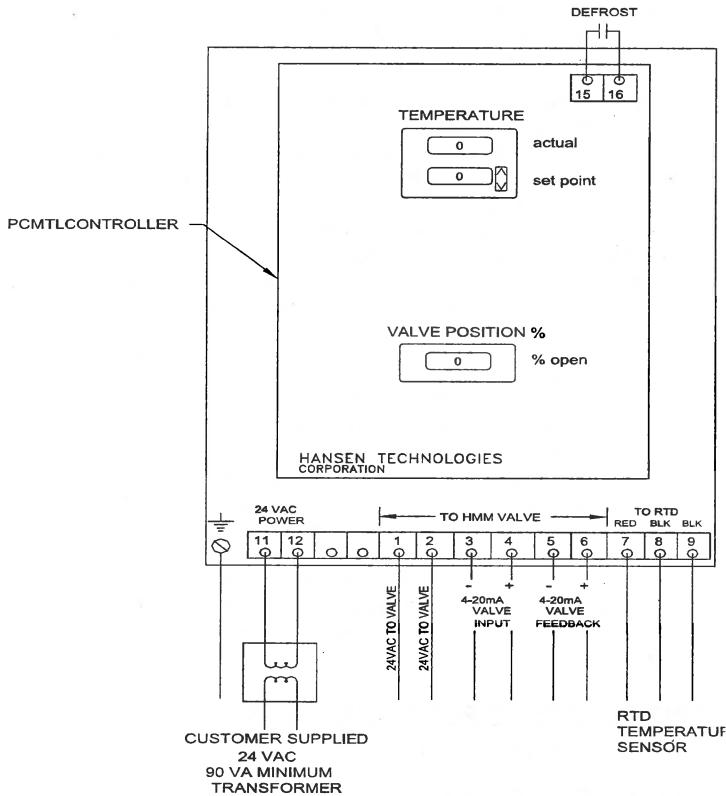 DEFROST
15 16
TEMPERATURE
0 actual
0 set point
PCMTLCONTROLLER
VALVE POSITION %
0 % open
HANSEN TECHNOLOGIES
CORPORATION
24 VAC
POWER
TO HMM VALVE
TO RTD
RED BLK BLK
11 12 1 2 3 4 5 6 7 8 9
- + - +
24VAC TO VALVE
24VAC TO VALVE
4-20mA
VALVE
INPUT
4-20mA
VALVE
FEEDBACK
RTD
TEMPERATUR
SENSOR
CUSTOMER SUPPLIED
24 VAC
90 VA MINIMUM
TRANSFORMER